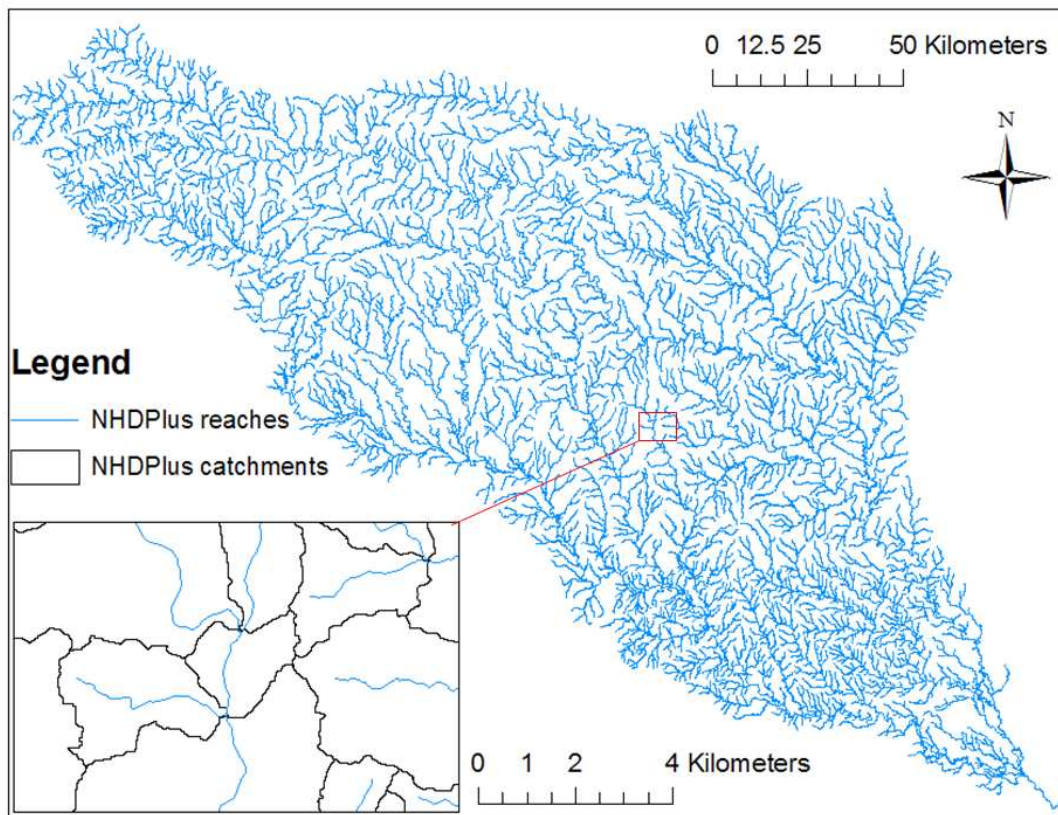 0 12.5 25 50 Kilometers
N
Legend
NHDPlus reaches
NHDPlus catchments
0 1 2 4 Kilometers